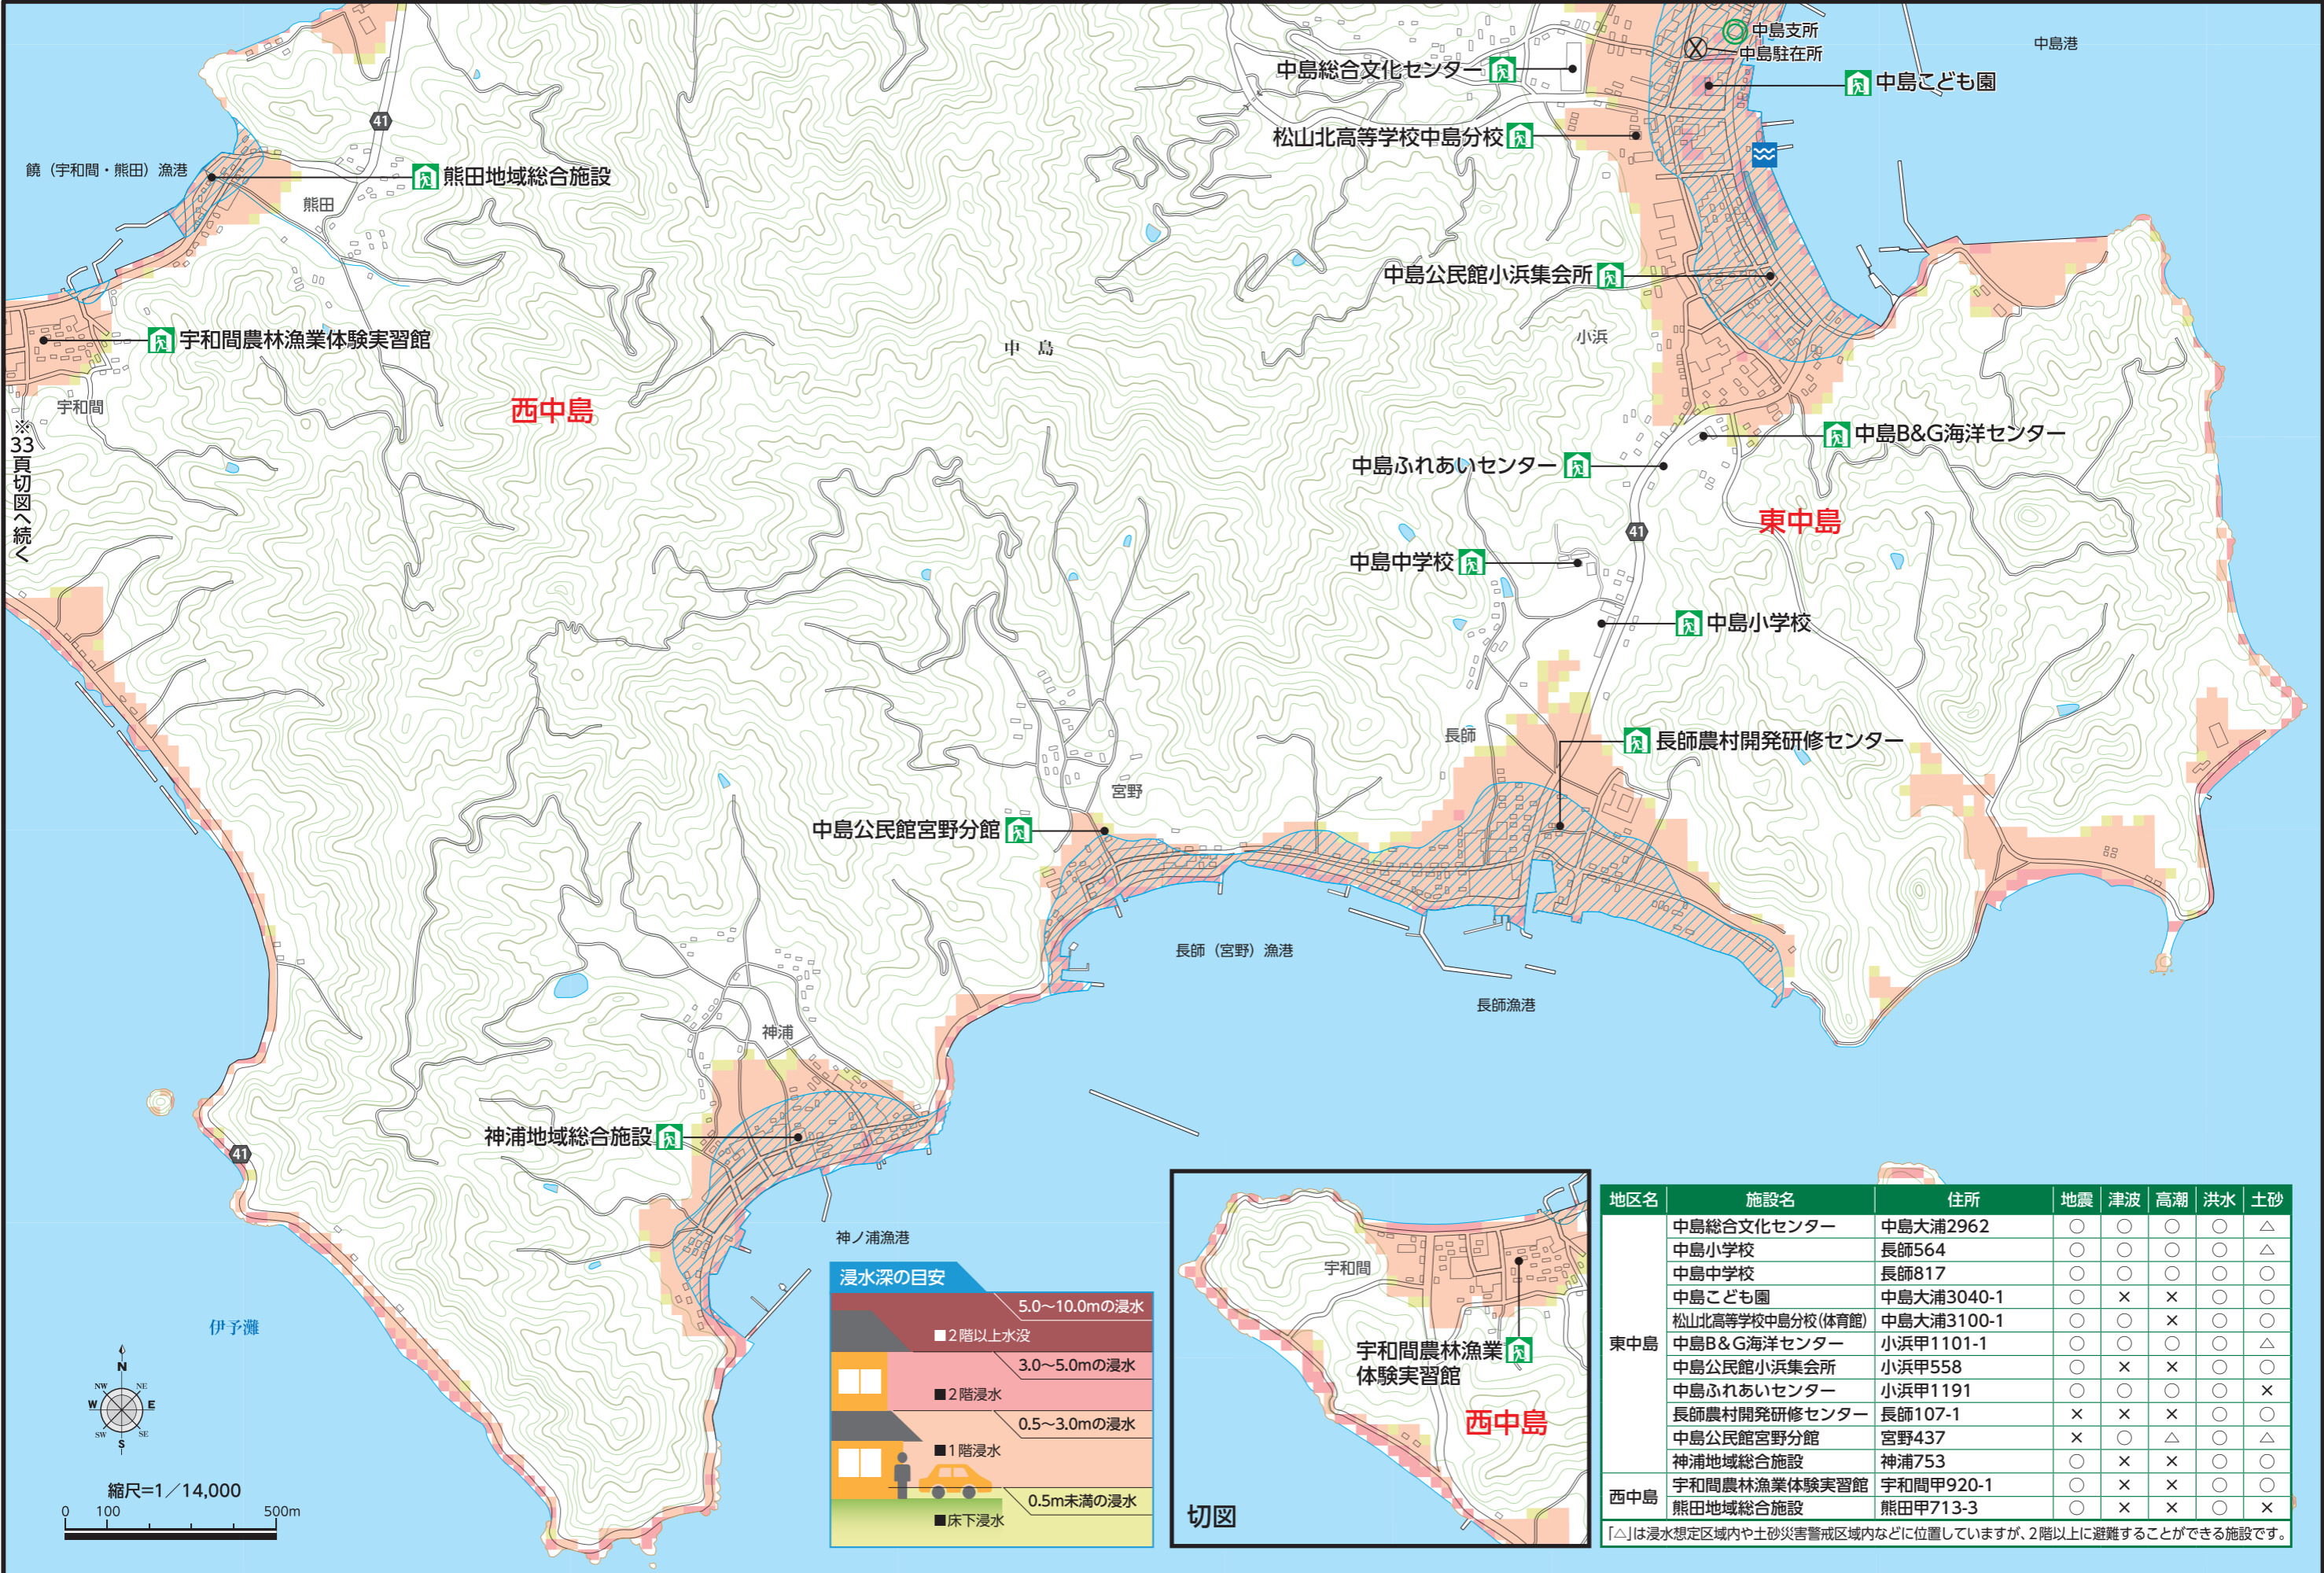 中島支所
中島駐在所
中島港
中島総合文化センター
中島こども園
松山北高等学校中島分校
41
饒（宇和間・熊田）漁港
熊田地域総合施設
熊田
中島公民館小浜集会所
小浜
宇和間農林漁業体験実習館
中 島
宇和間
西中島
※33頁切図へ続く
中島B&G海洋センター
中島ふれあいセンター
東中島
41
中島中学校
中島小学校
長師
長師農村開発研修センター
宮野
中島公民館宮野分館
長師（宮野）漁港
長師漁港
神浦
神浦地域総合施設
41
神ノ浦漁港
伊予灘
N
NW
NE
W
E
SW
SE
S
縮尺=1／14,000
0 100 500m
浸水深の目安
5.0～10.0mの浸水
■2階以上水没
3.0～5.0mの浸水
■2階浸水
0.5～3.0mの浸水
■1階浸水
0.5m未満の浸水
■床下浸水
宇和間
宇和間農林漁業
体験実習館
西中島
切図
地区名 施設名 住所 地震 津波 高潮 洪水 土砂
東中島
中島総合文化センター 中島大浦2962 ○ ○ ○ ○ △
中島小学校 長師564 ○ ○ ○ ○ △
中島中学校 長師817 ○ ○ ○ ○ ○
中島こども園 中島大浦3040-1 ○ × × ○ ○
松山北高等学校中島分校(体育館) 中島大浦3100-1 ○ ○ × ○ ○
中島B&G海洋センター 小浜甲1101-1 ○ ○ ○ ○ △
中島公民館小浜集会所 小浜甲558 ○ × × ○ ○
中島ふれあいセンター 小浜甲1191 ○ ○ ○ ○ ×
長師農村開発研修センター 長師107-1 × × × ○ ○
中島公民館宮野分館 宮野437 × ○ △ ○ △
神浦地域総合施設 神浦753 ○ × × ○ ○
西中島
宇和間農林漁業体験実習館 宇和間甲920-1 ○ × × ○ ○
熊田地域総合施設 熊田甲713-3 ○ × × ○ ×
「△」は浸水想定区域内や土砂災害警戒区域内などに位置していますが、2階以上に避難することができる施設です。